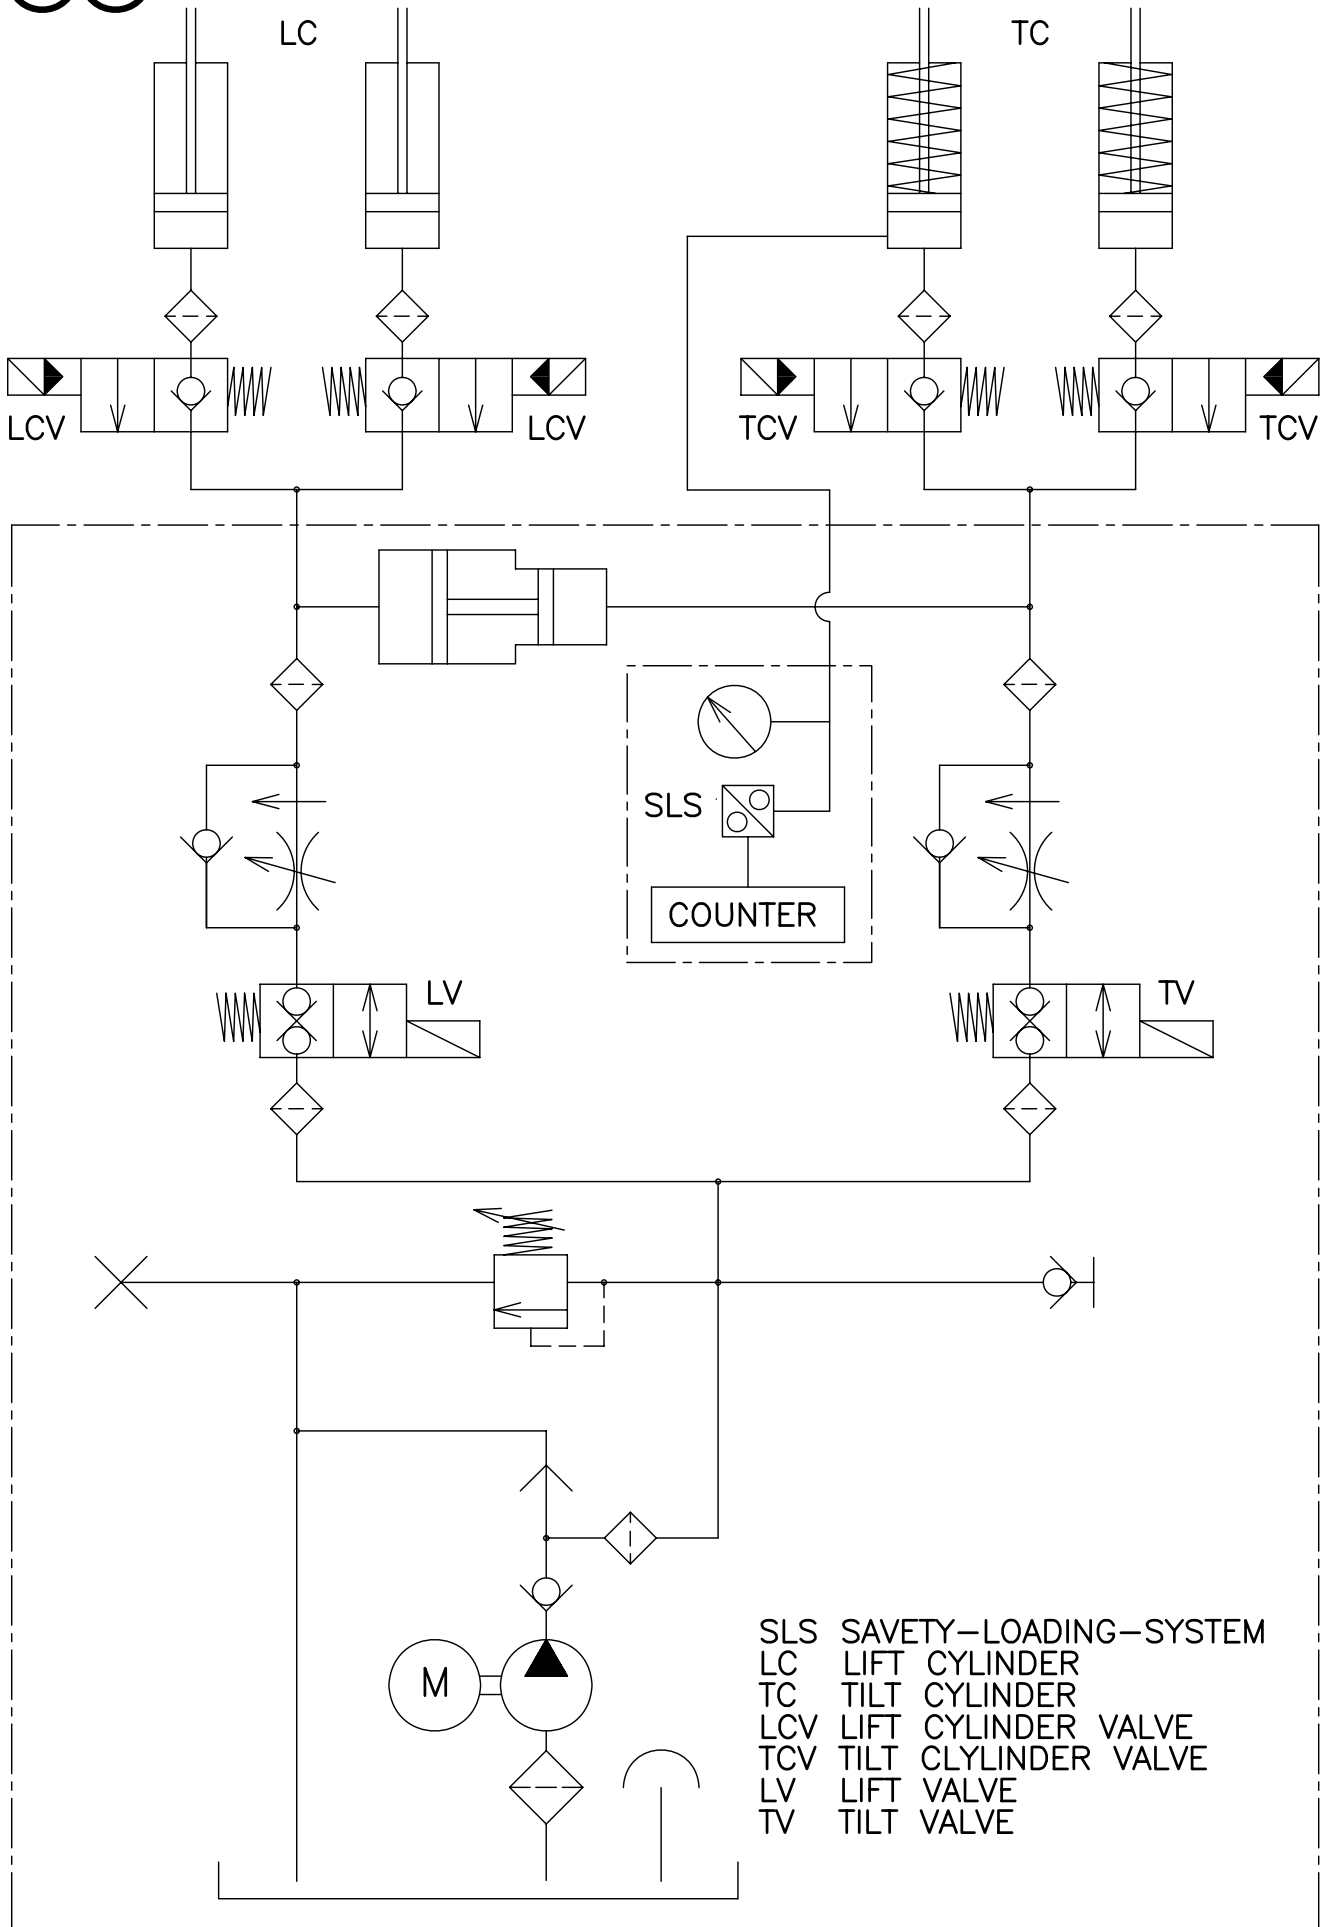 LC
TC
LCV
LCV
TCV
TCV
SLS
COUNTER
LV
TV
M
SLS SAVETY-LOADING-SYSTEM
LC LIFT CYLINDER
TC TILT CYLINDER
LCV LIFT CYLINDER VALVE
TCV TILT CLYLINDER VALVE
LV LIFT VALVE
TV TILT VALVE